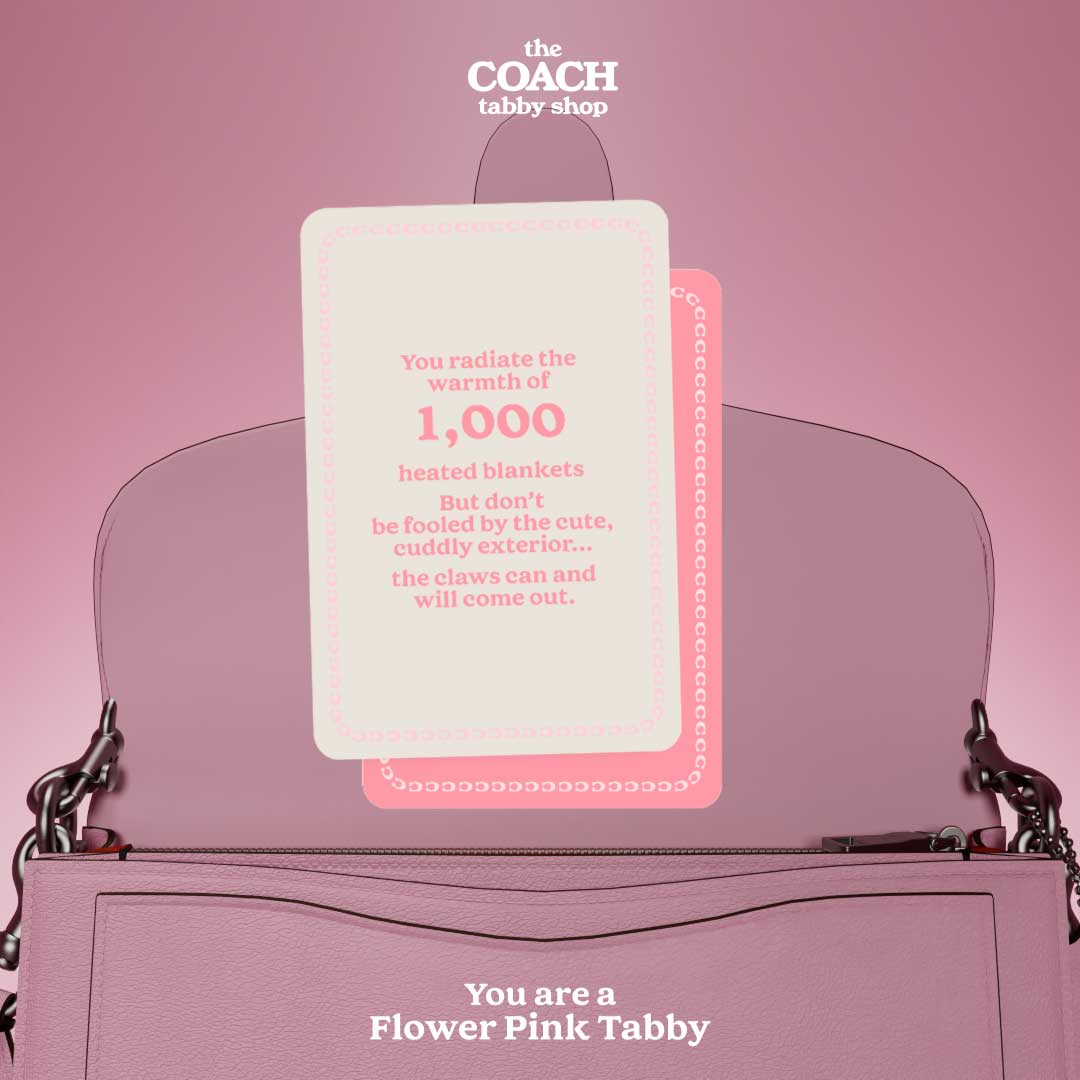 the
COACH
tabby shop
You radiate the
warmth of
1,000
heated blankets
But don't
be fooled by the cute,
cuddly exterior...
the claws can and
will come out.
You are a
Flower Pink Tabby